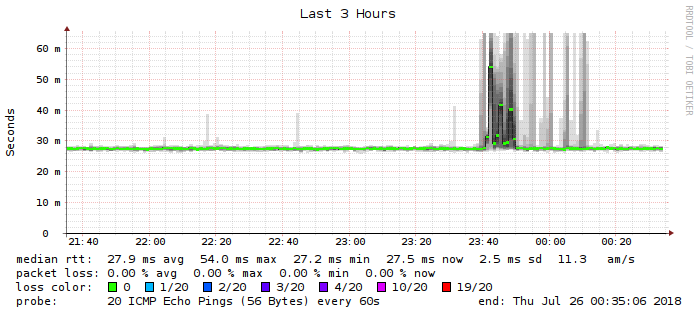 Last 3 Hours
RRDTOOL / TOBI OETIKER
Seconds
60 m
50 m
40 m
30 m
20 m
10 m
0
21:40 22:00 22:20 22:40 23:00 23:20 23:40 00:00 00:20
median rtt: 27.9 ms avg 54.0 ms max 27.2 ms min 27.5 ms now 2.5 ms sd 11.3 am/s
packet loss: 0.00 % avg 0.00 % max 0.00 % min 0.00 % now
loss color: 0 1/20 2/20 3/20 4/20 10/20 19/20
probe: 20 ICMP Echo Pings (56 Bytes) every 60s end: Thu Jul 26 00:35:06 2018